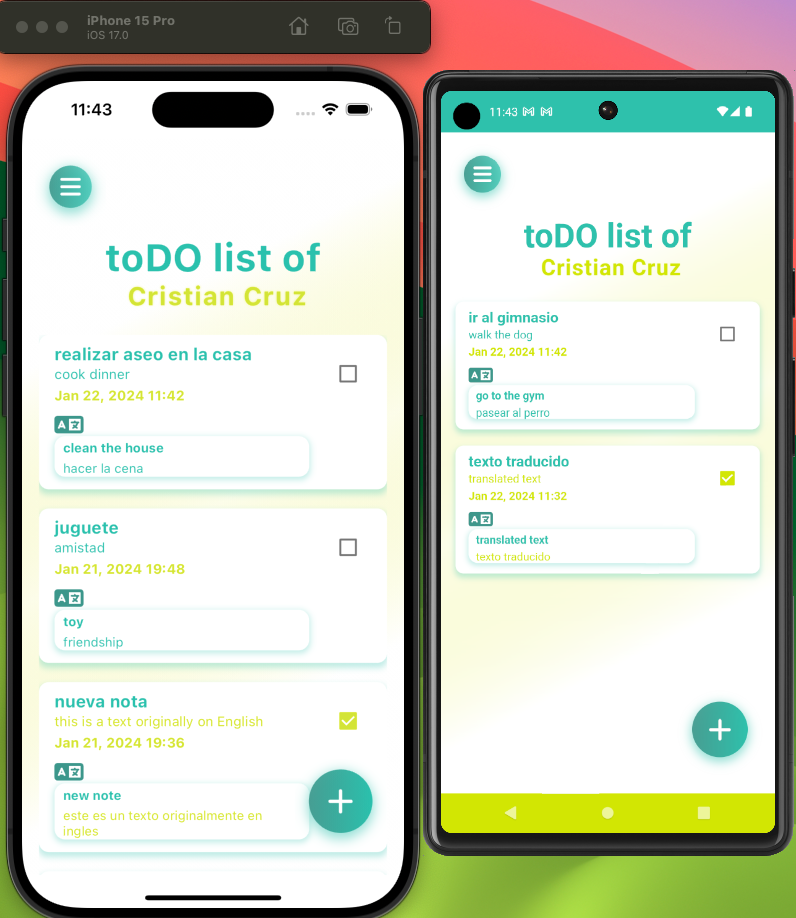 iPhone 15 Pro
iOS 17.0
11:43
toDO list of
Cristian Cruz
realizar aseo en la casa
cook dinner
Jan 22, 2024 11:42
A
clean the house
hacer la cena
juguete
amistad
Jan 21, 2024 19:48
A
toy
friendship
nueva nota
this is a text originally on English
Jan 21, 2024 19:36
A
new note
este es un texto originalmente en
ingles
11:43
toDO list of
Cristian Cruz
ir al gimnasio
walk the dog
Jan 22, 2024 11:42
A
go to the gym
pasear al perro
texto traducido
translated text
Jan 22, 2024 11:32
A
translated text
texto traducido